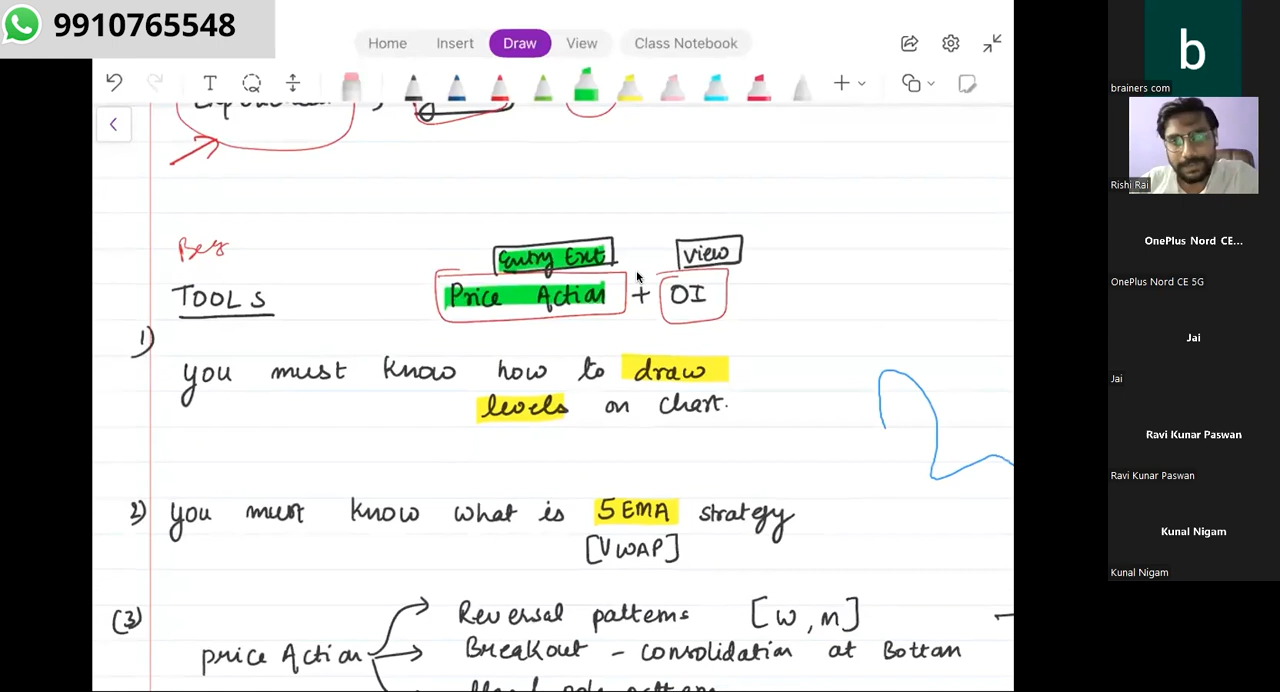 9910765548
Home Insert Draw View Class Notebook
b
brainers com
Rishi Rai
OnePlus Nord CE...
OnePlus Nord CE 5G
Jai
Jai
Ravi Kunar Paswan
Ravi Kunar Paswan
Kunal Nigam
Kunal Nigam
Entry Exit view
TOOLS Price Action + OI
1)
you must know how to draw
levels on chart.
2) you must know what is 5 EMA strategy
[VWAP]
(3) Reversal patterns [W, M]
price Action Breakout - consolidation at Bottom